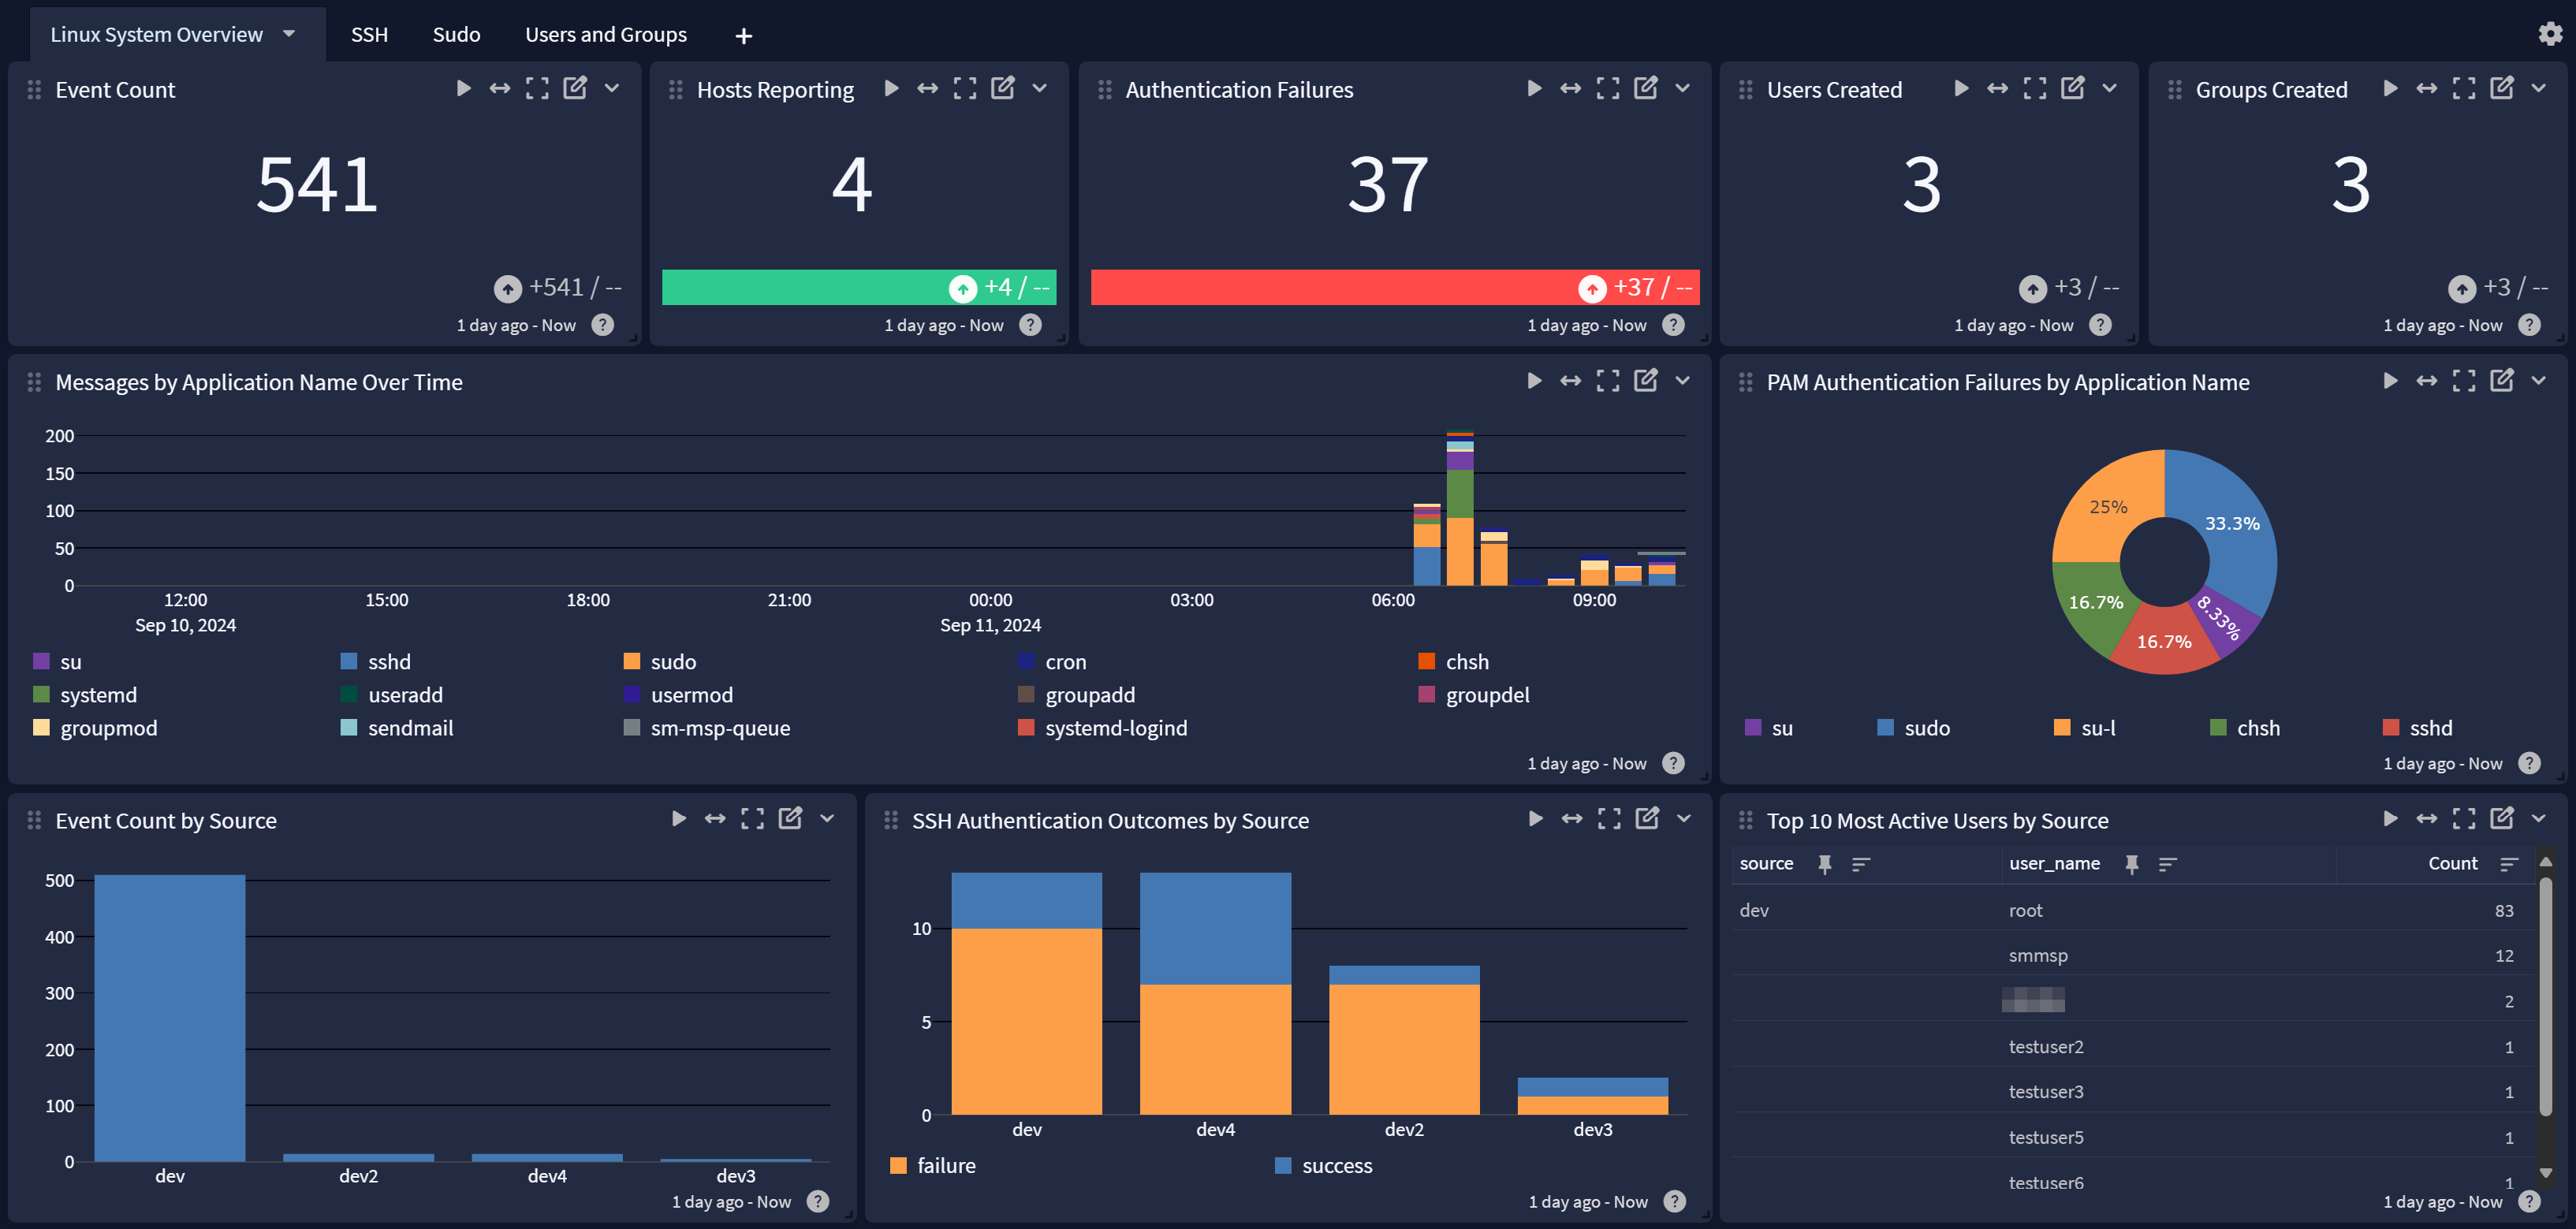 Linux System Overview SSH Sudo Users and Groups +
Event Count
541
+541 / --
1 day ago - Now ?
Hosts Reporting
4
+4 / --
1 day ago - Now ?
Authentication Failures
37
+37 / --
1 day ago - Now ?
Users Created
3
+3 / --
1 day ago - Now ?
Groups Created
3
+3 / --
1 day ago - Now ?
Messages by Application Name Over Time
200
150
100
50
0
12:00 15:00 18:00 21:00 00:00 03:00 06:00 09:00
Sep 10, 2024 Sep 11, 2024
su sshd sudo cron chsh
systemd useradd usermod groupadd groupdel
groupmod sendmail sm-msp-queue systemd-logind
1 day ago - Now ?
PAM Authentication Failures by Application Name
25%
33.3%
16.7%
8.33%
16.7%
su sudo su-l chsh sshd
1 day ago - Now ?
Event Count by Source
500
400
300
200
100
0
dev dev2 dev4 dev3
1 day ago - Now ?
SSH Authentication Outcomes by Source
10
5
0
dev dev4 dev2 dev3
failure success
1 day ago - Now ?
Top 10 Most Active Users by Source
source user_name Count
dev root 83
smmsp 12
2
testuser2 1
testuser3 1
testuser5 1
testuser6 1
1 day ago - Now ?